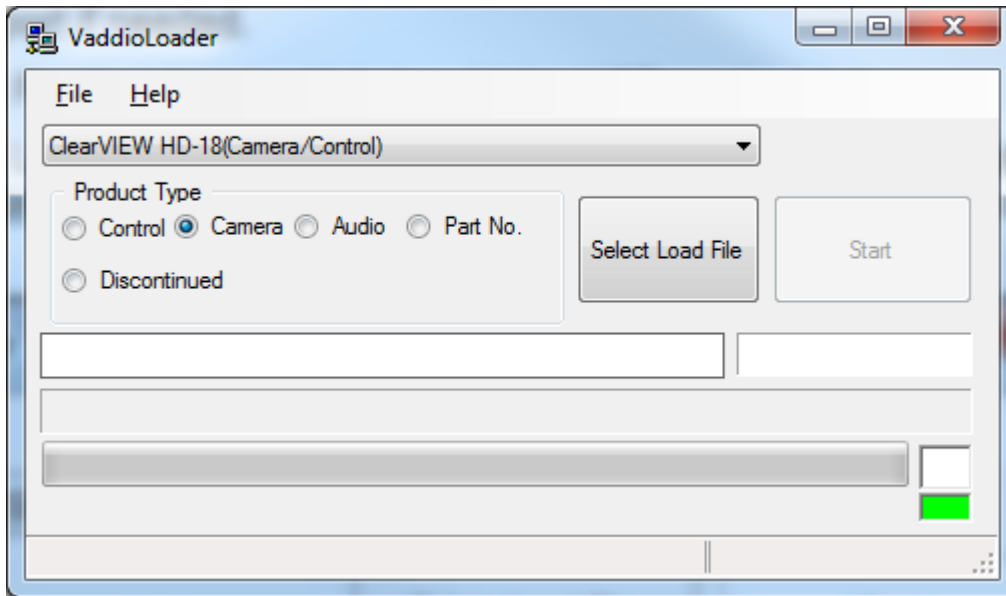 VaddioLoader
File Help
ClearVIEW HD-18(Camera/Control)
Product Type
Control Camera Audio Part No.
Discontinued
Select Load File
Start